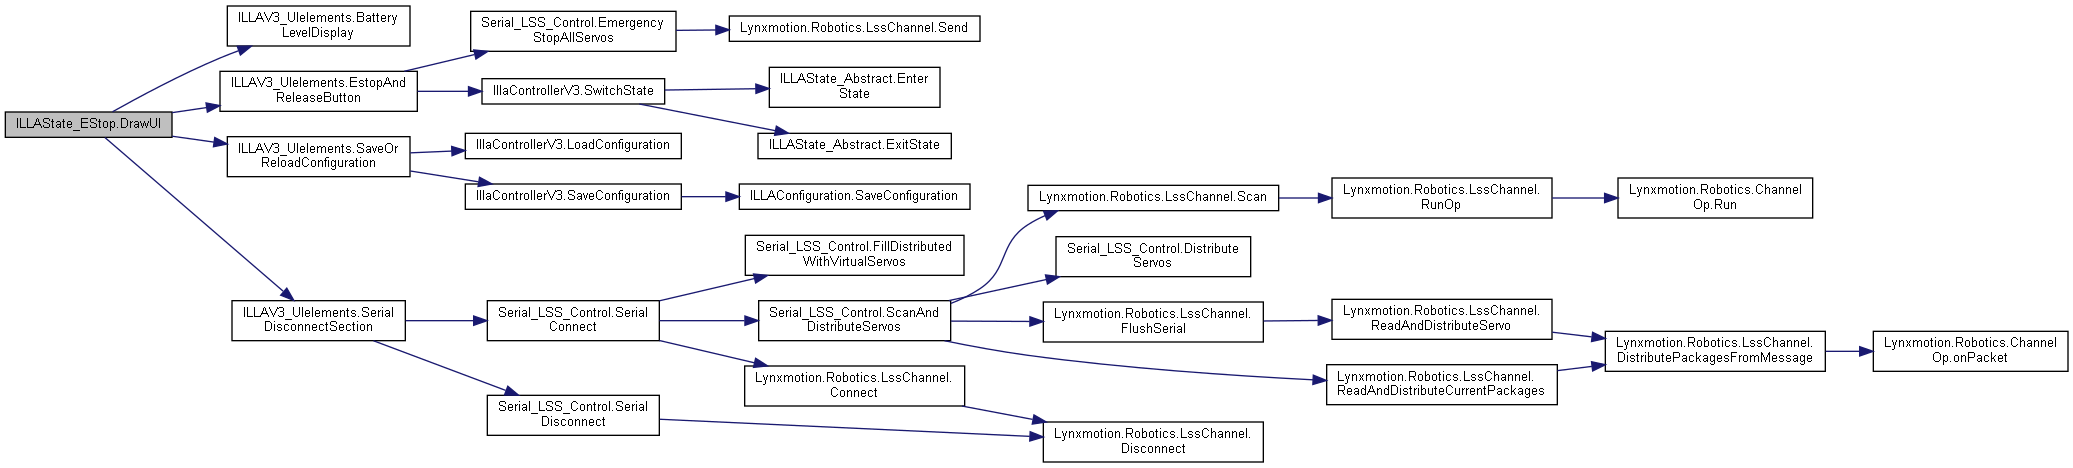 ILLAState_EStop.DrawUI
ILLAV3_UIelements.Battery
LevelDisplay
ILLAV3_UIelements.EstopAnd
ReleaseButton
ILLAV3_UIelements.SaveOr
ReloadConfiguration
ILLAV3_UIelements.Serial
DisconnectSection
Serial_LSS_Control.Emergency
StopAllServos
IllaControllerV3.SwitchState
IllaControllerV3.LoadConfiguration
IllaControllerV3.SaveConfiguration
Serial_LSS_Control.Serial
Connect
Serial_LSS_Control.Serial
Disconnect
Lynxmotion.Robotics.LssChannel.Send
ILLAState_Abstract.Enter
State
ILLAState_Abstract.ExitState
ILLAConfiguration.SaveConfiguration
Serial_LSS_Control.FillDistributed
WithVirtualServos
Serial_LSS_Control.ScanAnd
DistributeServos
Lynxmotion.Robotics.LssChannel.
Connect
Lynxmotion.Robotics.LssChannel.Scan
Serial_LSS_Control.Distribute
Servos
Lynxmotion.Robotics.LssChannel.
FlushSerial
Lynxmotion.Robotics.LssChannel.
Disconnect
Lynxmotion.Robotics.LssChannel.
RunOp
Lynxmotion.Robotics.LssChannel.
ReadAndDistributeServo
Lynxmotion.Robotics.LssChannel.
ReadAndDistributeCurrentPackages
Lynxmotion.Robotics.Channel
Op.Run
Lynxmotion.Robotics.LssChannel.
DistributePackagesFromMessage
Lynxmotion.Robotics.Channel
Op.onPacket